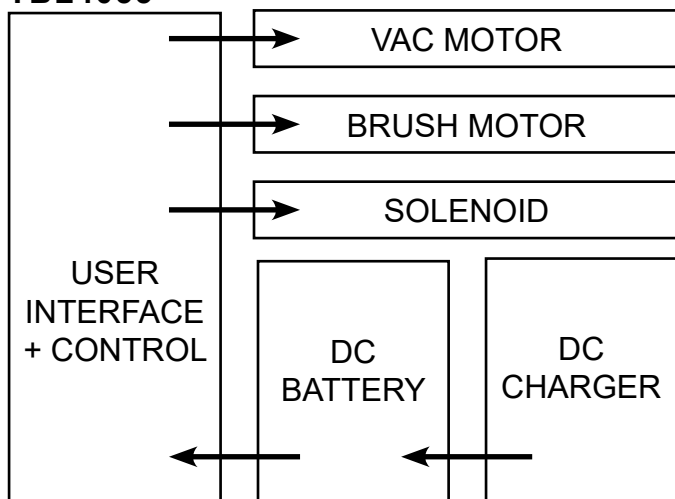 VAC MOTOR
BRUSH MOTOR
SOLENOID
USER
INTERFACE
+ CONTROL
DC
BATTERY
DC
CHARGER